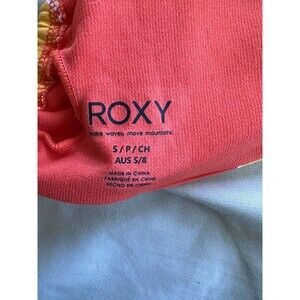 ROXY
make waves, move mountains.
S / P / CH
AUS S/8
MADE IN CHINA
FABRIQUÉ EN CHINE
HECHO EN CHINA